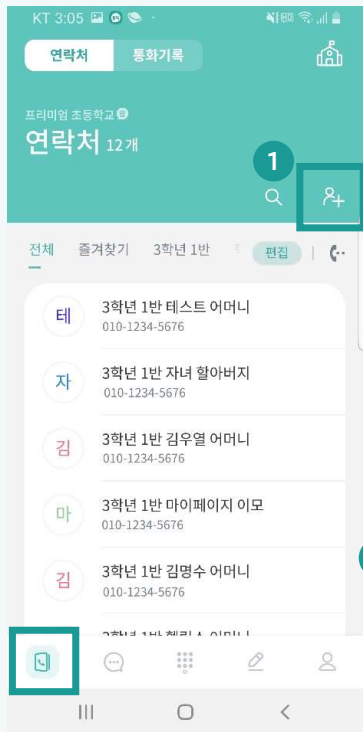 KT 3:05
연락처 통화기록
프리미엄 초등학교
연락처 12개
1
전체 즐겨찾기 3학년 1반 편집
테 3학년 1반 테스트 어머니
010-1234-5676
자 3학년 1반 자녀 할아버지
010-1234-5676
김 3학년 1반 김우열 어머니
010-1234-5676
마 3학년 1반 마이페이지 이모
010-1234-5676
김 3학년 1반 김명수 어머니
010-1234-5676